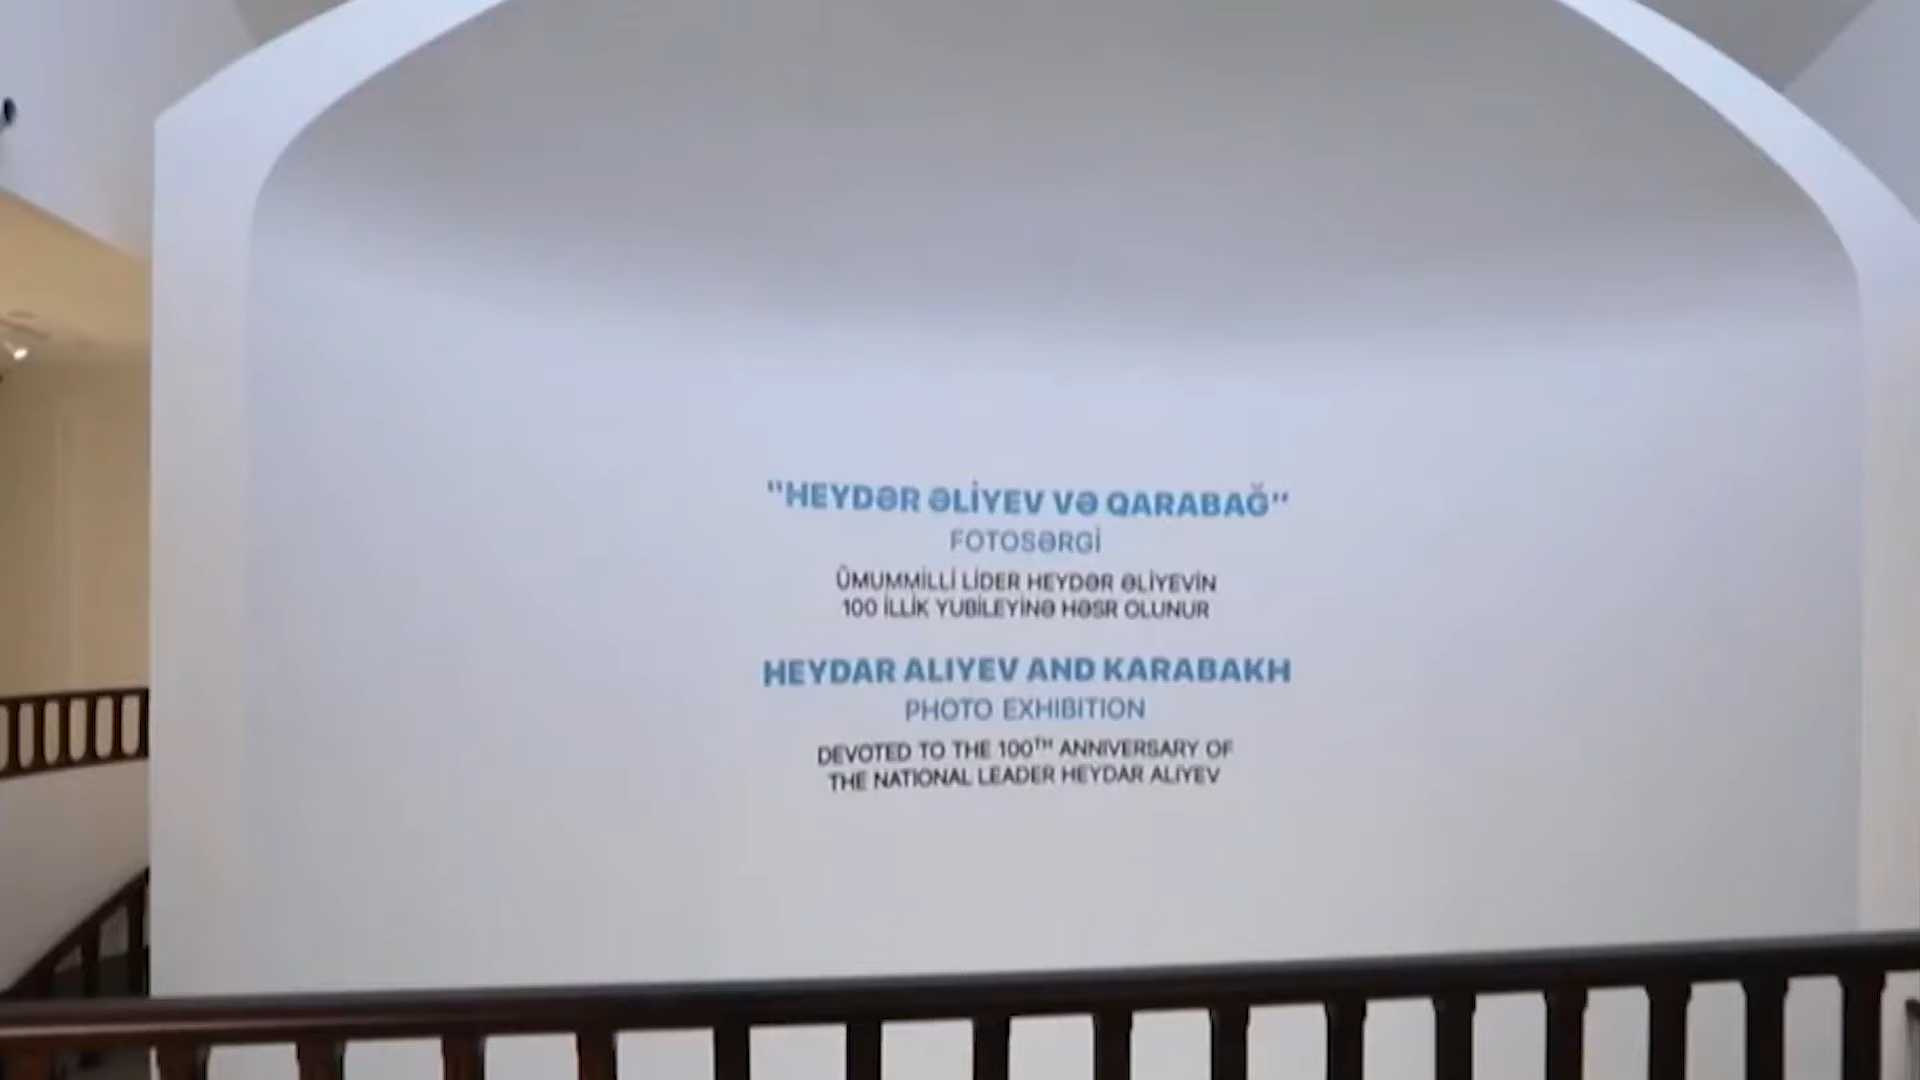 "HEYDƏR ƏLİYEV VƏ QARABAĞ"
FOTOSƏRGİ
ÜMUMMİLLİ LİDER HEYDƏR ƏLİYEVİN
100 İLLİK YUBİLEYİNƏ HƏSR OLUNUR
HEYDAR ALIYEV AND KARABAKH
PHOTO EXHIBITION
DEVOTED TO THE 100TH ANNIVERSARY OF
THE NATIONAL LEADER HEYDAR ALIYEV